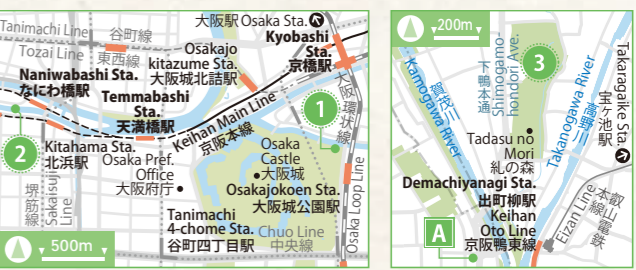 大阪駅 Osaka Sta.
Tanimachi Line 谷町線
Tozai Line 東西線
Kyobashi
Sta.
京橋駅
Osakajo
kitazume Sta.
大阪城北詰駅
Naniwabashi Sta.
なにわ橋駅
Temmabashi
Sta.
天満橋駅
Keihan Main Line
京阪本線
大阪環状線
Osaka Loop Line
1
2
Kitahama Sta.
北浜駅
Osaka Pref.
Office
大阪府庁
Osaka
Castle
大阪城
Osakajokoen Sta.
大阪城公園駅
堺筋線
Sakaisuji
Line
Tanimachi
4-chome Sta.
谷町四丁目駅
Chuo Line
中央線
500m
200m
賀茂川
Kamogawa River
下鴨本通
Shimogamo-
hondori Ave.
3
Takanogawa River
高野川
Takaragaike Sta.
宝ヶ池駅
Tadasu no
Mori
糺の森
Demachiyanagi Sta.
出町柳駅
Keihan
Oto Line
京阪鴨東線
Eizan Line
叡山電鉄
本線
A